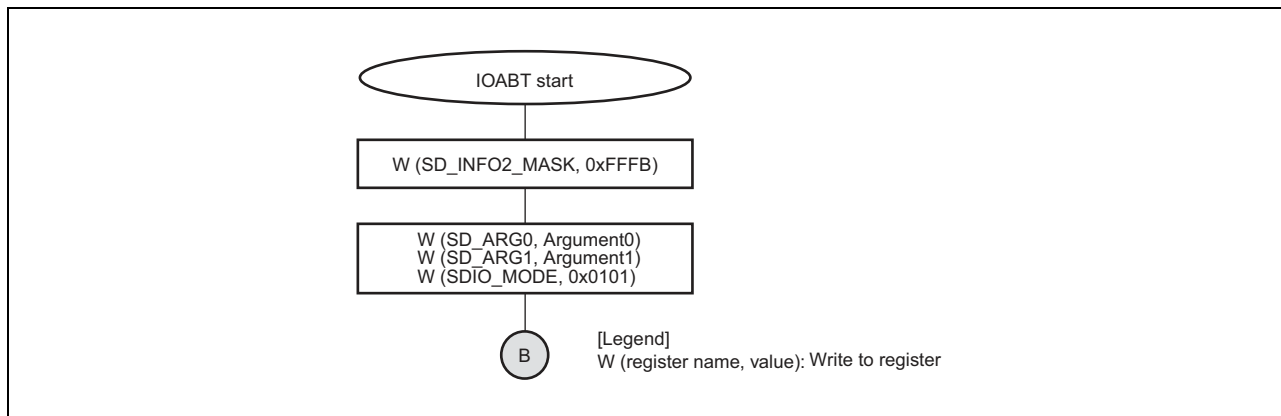 IOABT start
W (SD_INFO2_MASK, 0xFFFB)
W (SD_ARG0, Argument0)
W (SD_ARG1, Argument1)
W (SDIO_MODE, 0x0101)
B
[Legend]
W (register name, value): Write to register